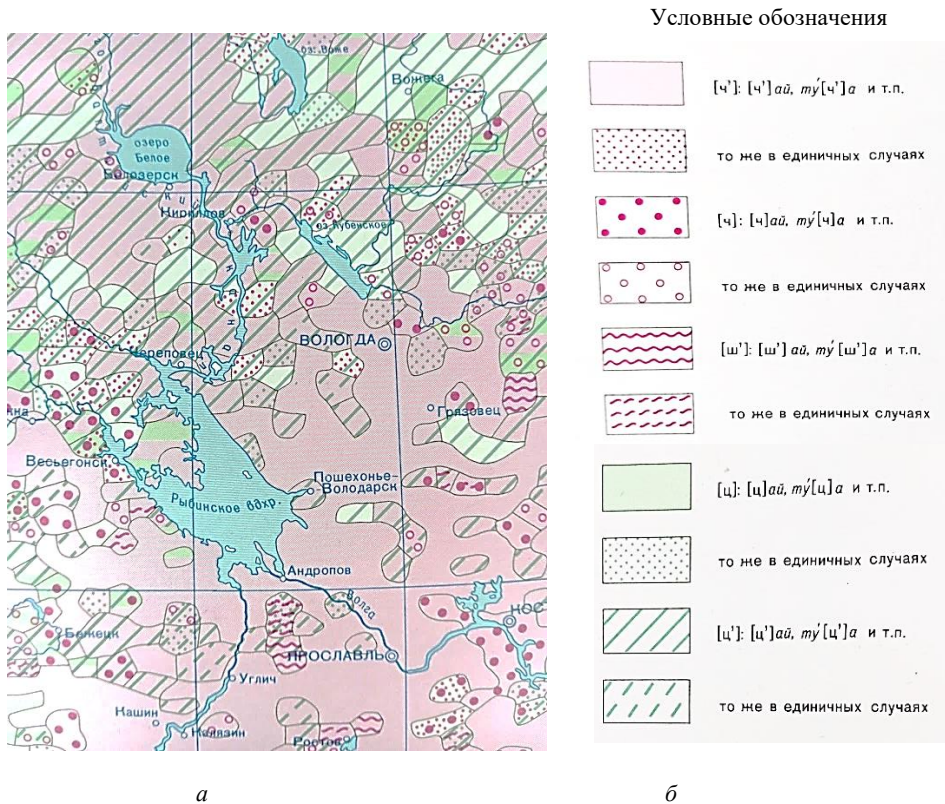 Условные обозначения
оз. Воже
Вожега
озеро
Белое
Белозерск
Кириллов
оз. Кубенское
Череповец
ВОЛОГДА
Грязовец
Весьегонск
Пошехонье-
Володарск
Рыбинское вдхр.
Андропов
Волга
КОС
Бежецк
ЯРОСЛАВЛЬ
Углич
Кашин
Калязин
Ростов
[ч']: [ч']ай, ту́[ч']а и т.п.
то же в единичных случаях
[ч]: [ч]ай, ту́[ч]а и т.п.
то же в единичных случаях
[ш']: [ш']ай, ту́[ш']а и т.п.
то же в единичных случаях
[ц]: [ц]ай, ту́[ц]а и т.п.
то же в единичных случаях
[ц']: [ц']ай, ту́[ц']а и т.п.
то же в единичных случаях
а
б